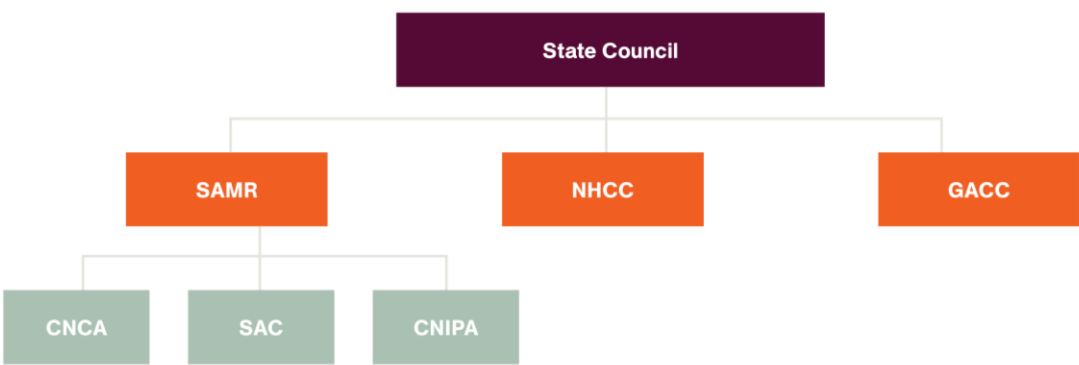 State Council
SAMR
NHCC
GACC
CNCA
SAC
CNIPA